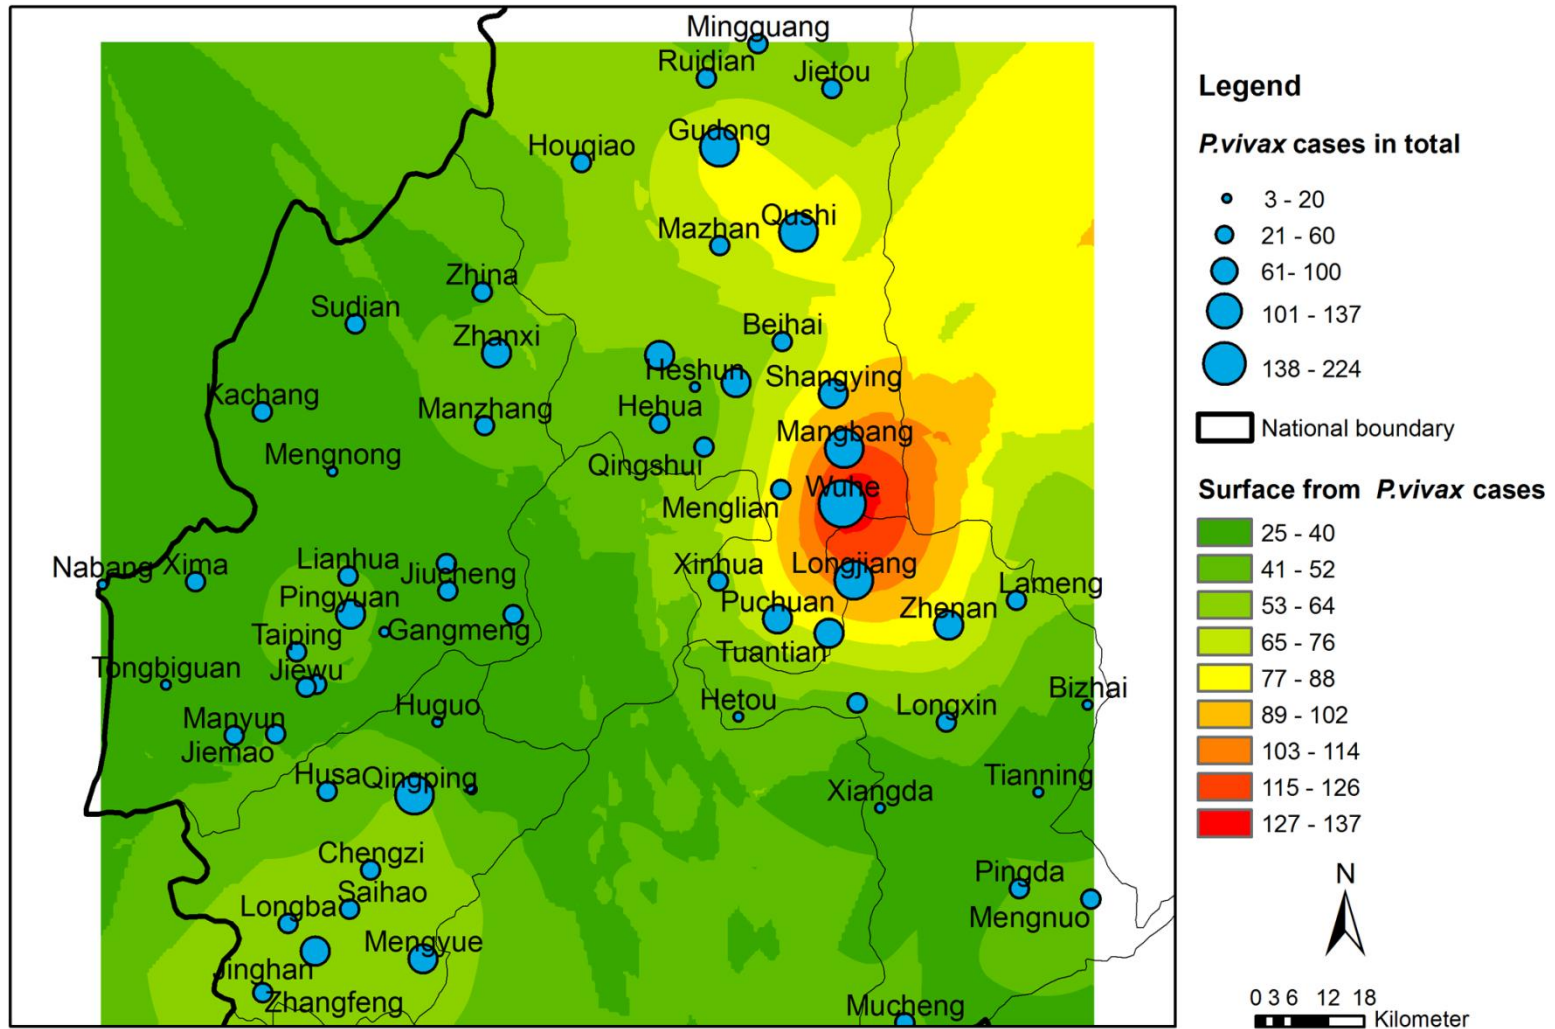 Mingguang
Ruidian
Jietou
Gudong
Houqiao
Qushi
Mazhan
Zhina
Sudian
Beihai
Zhanxi
Heshun
Shangying
Kachang
Manzhang
Hehua
Mangbang
Mengnong
Qingshui
Wuhe
Menglian
Nabang
Xima
Lianhua
Jiucheng
Xinhua
Longjiang
Lameng
Pingyuan
Puchuan
Zhenan
Taiping
Gangmeng
Tuantian
Tongbiguan
Jiewu
Hetou
Bizhai
Manyun
Huguo
Longxin
Jiemao
Husa
Qingping
Xiangda
Tianning
Chengzi
Saihao
Pingda
Longba
Mengnuo
Mengyue
Jinghan
Zhangfeng
Mucheng
Legend
P.vivax cases in total
3 - 20
21 - 60
61- 100
101 - 137
138 - 224
National boundary
Surface from P.vivax cases
25 - 40
41 - 52
53 - 64
65 - 76
77 - 88
89 - 102
103 - 114
115 - 126
127 - 137
N
0 3 6 12 18
Kilometer